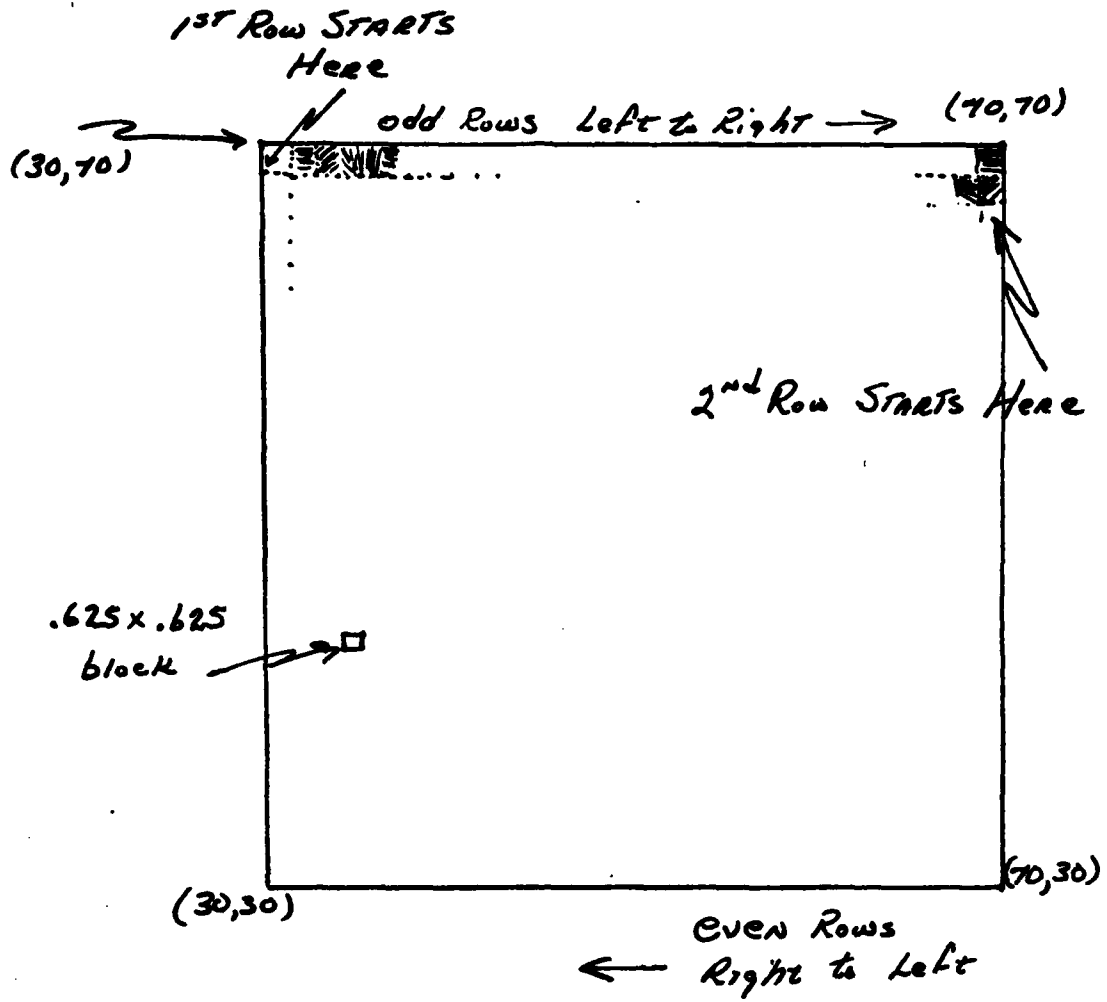 1ST Row STARTS
Here
odd Rows Left to Right
(70,70)
(30,70)
2nd Row STARTS Here
.625 x .625
block
(30,30)
(70,30)
even Rows
Right to Left